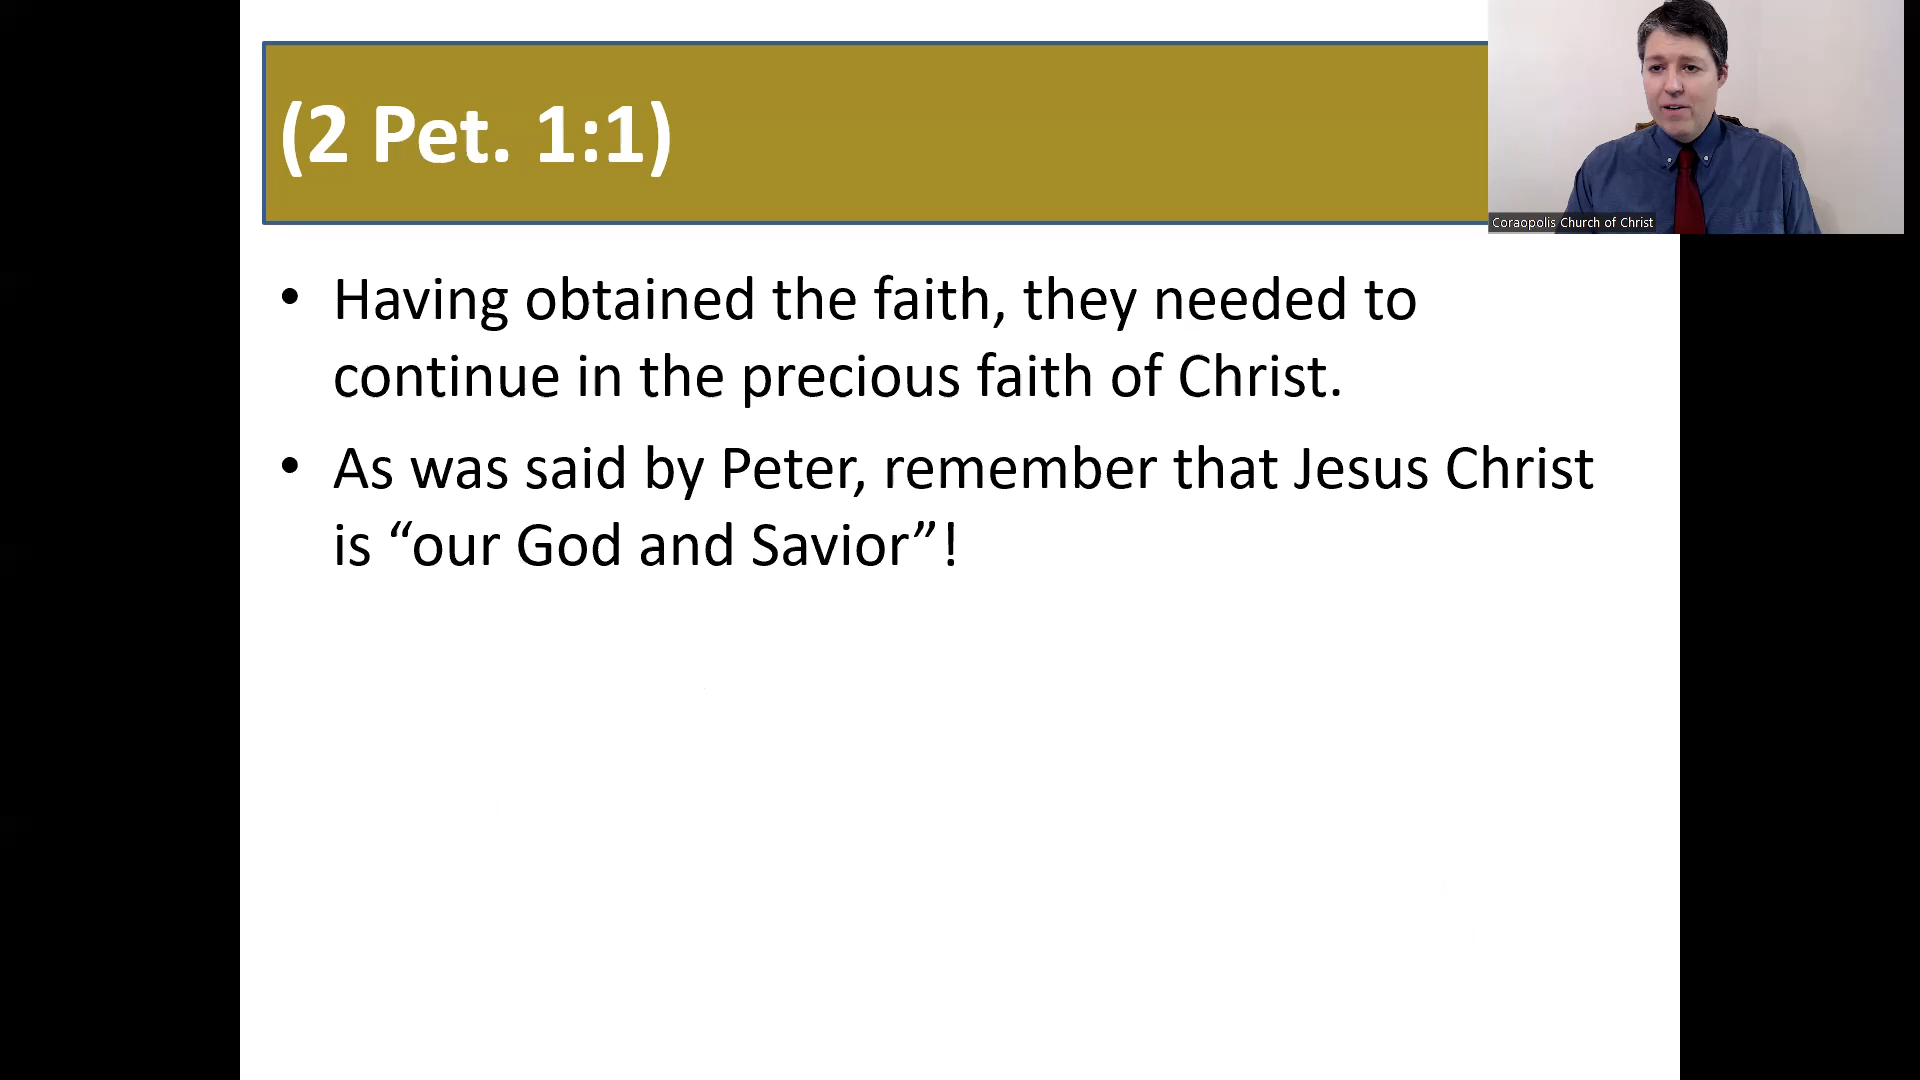 (2 Pet. 1:1)
Coraopolis Church of Christ
• Having obtained the faith, they needed to
continue in the precious faith of Christ.
• As was said by Peter, remember that Jesus Christ
is “our God and Savior”!